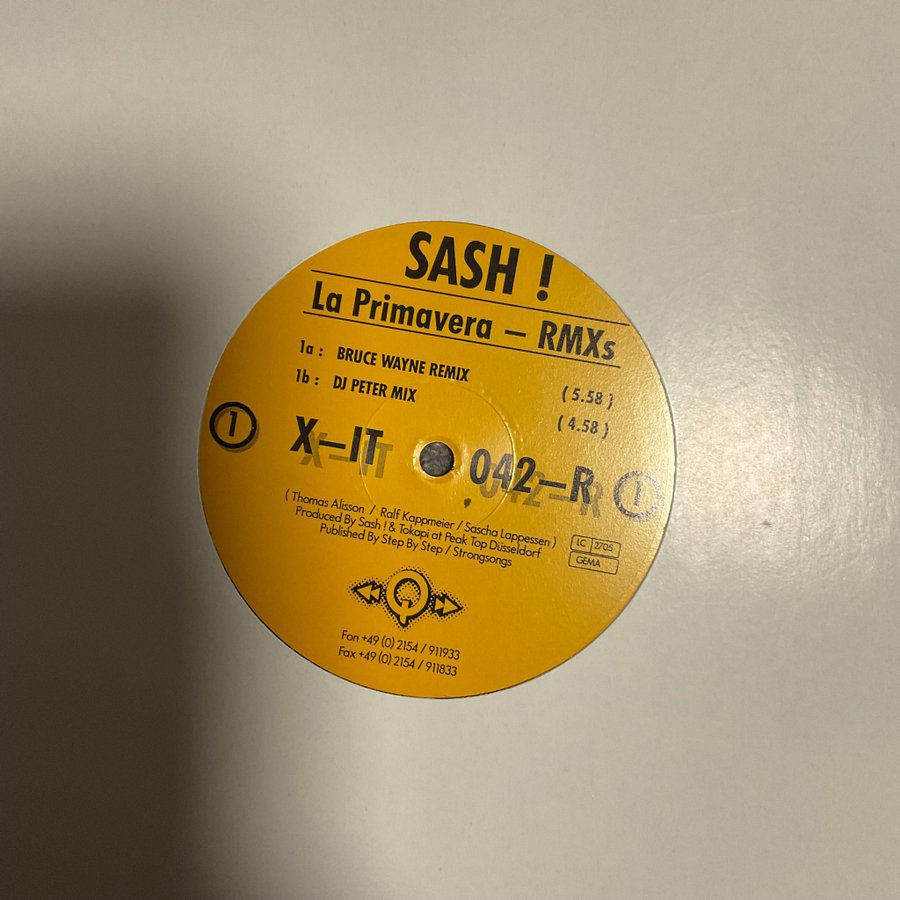 SASH !
La Primavera – RMXs
1a : BRUCE WAYNE REMIX ( 5.58 )
1b : DJ PETER MIX ( 4.58 )
1
X–IT 042–R
1
( Thomas Alisson / Ralf Kappmeier / Sascha Lappessen )
Produced By Sash ! & Tokapi at Peak Top Düsseldorf
Published By Step By Step / Strongsongs
LC 2705
GEMA
Q
Fon +49 (0) 2154 / 911933
Fax +49 (0) 2154 / 911833